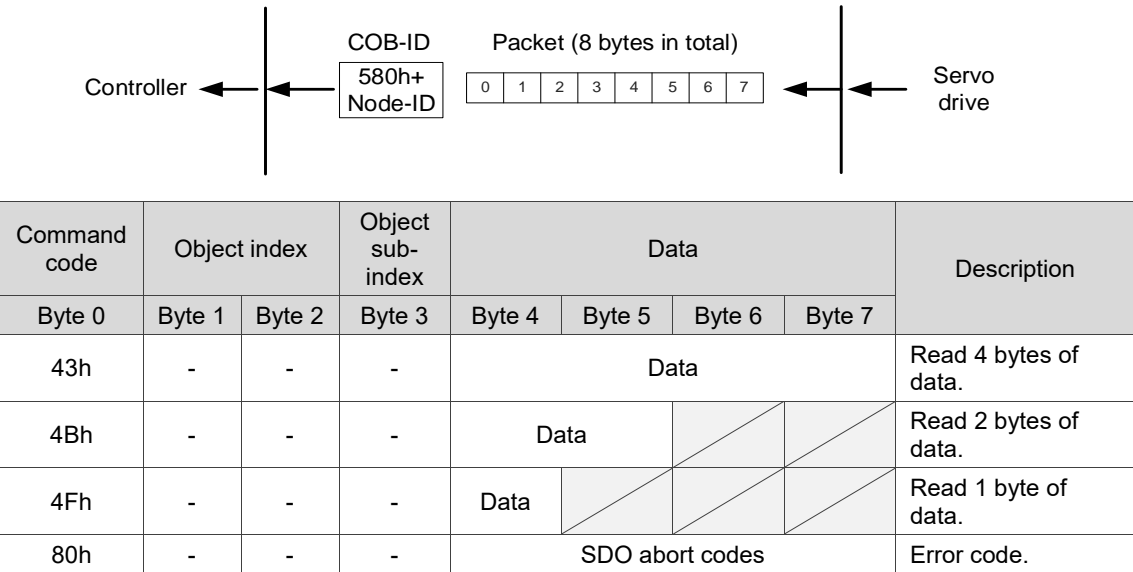 COB-ID Packet (8 bytes in total)
Controller 580h+ 0 1 2 3 4 5 6 7 Servo
Node-ID drive
Command code Object index Object sub-index Data Description
Byte 0 Byte 1 Byte 2 Byte 3 Byte 4 Byte 5 Byte 6 Byte 7
43h - - - Data Read 4 bytes of data.
4Bh - - - Data Read 2 bytes of data.
4Fh - - - Data Read 1 byte of data.
80h - - - SDO abort codes Error code.